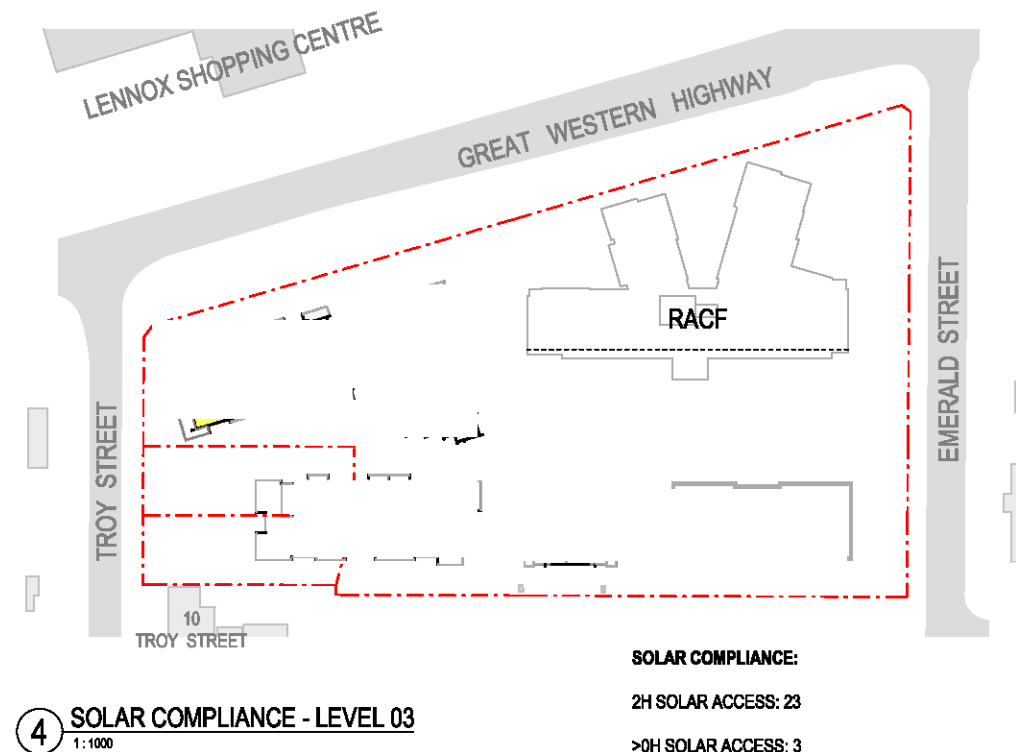 LENNOX SHOPPING CENTRE
GREAT WESTERN HIGHWAY
RACF
EMERALD STREET
TROY STREET
10
TROY STREET
SOLAR COMPLIANCE:
2H SOLAR ACCESS: 23
>0H SOLAR ACCESS: 3
4 SOLAR COMPLIANCE - LEVEL 03
1 : 1000